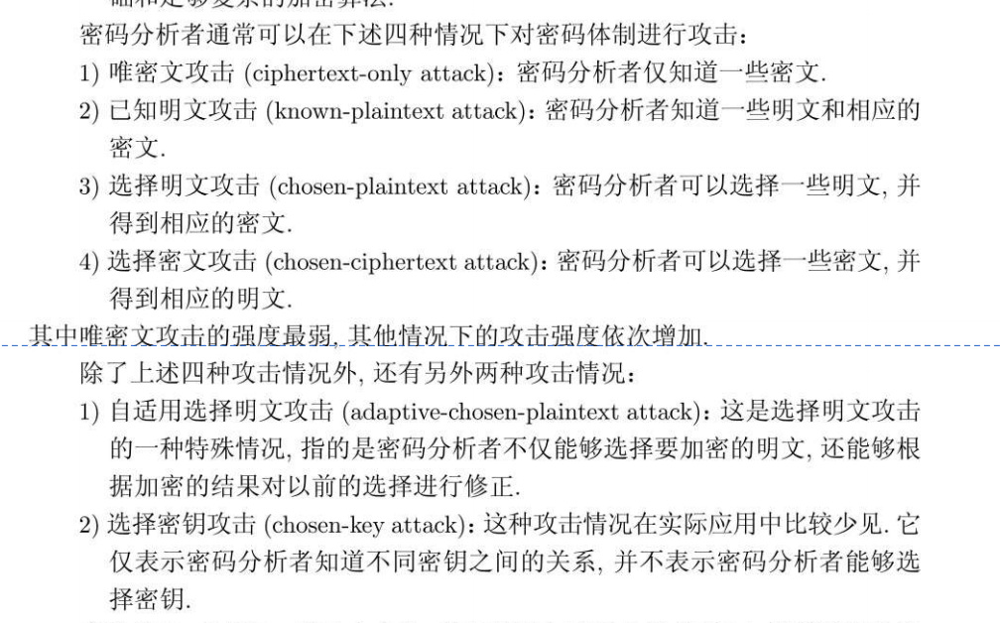 密码分析者通常可以在下述四种情况下对密码体制进行攻击:
1) 唯密文攻击 (ciphertext-only attack): 密码分析者仅知道一些密文.
2) 已知明文攻击 (known-plaintext attack): 密码分析者知道一些明文和相应的
密文.
3) 选择明文攻击 (chosen-plaintext attack): 密码分析者可以选择一些明文, 并
得到相应的密文.
4) 选择密文攻击 (chosen-ciphertext attack): 密码分析者可以选择一些密文, 并
得到相应的明文.
其中唯密文攻击的强度最弱, 其他情况下的攻击强度依次增加.
除了上述四种攻击情况外, 还有另外两种攻击情况:
1) 自适用选择明文攻击 (adaptive-chosen-plaintext attack): 这是选择明文攻击
的一种特殊情况, 指的是密码分析者不仅能够选择要加密的明文, 还能够根
据加密的结果对以前的选择进行修正.
2) 选择密钥攻击 (chosen-key attack): 这种攻击情况在实际应用中比较少见. 它
仅表示密码分析者知道不同密钥之间的关系, 并不表示密码分析者能够选
择密钥.